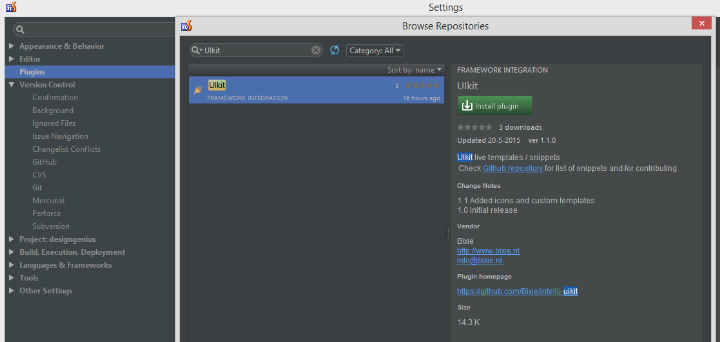 Settings
Browse Repositories
Appearance & Behavior
Editor
Plugins
Version Control
Confirmation
Background
Ignored Files
Issue Navigation
Changelist Conflicts
GitHub
CVS
Git
Mercurial
Perforce
Subversion
Project: designgenius
Build, Execution, Deployment
Languages & Frameworks
Tools
Other Settings
UIkit
Category: All
Sort by: name
UIkit 1
FRAMEWORK INTEGRATION 16 hours ago
FRAMEWORK INTEGRATION
UIkit
Install plugin
3 downloads
Updated 20-5-2015 ver 1.1.0
UIkit live templates / snippets
Check Github repository for list of snippets and for contributing
Change Notes
1.1 Added icons and custom templates
1.0 Initial release
Vendor
Bixie
http://www.bixie.nl
info@bixie.nl
Plugin homepage
https://github.com/Bixie/intellij-uikit
Size
14,3 K